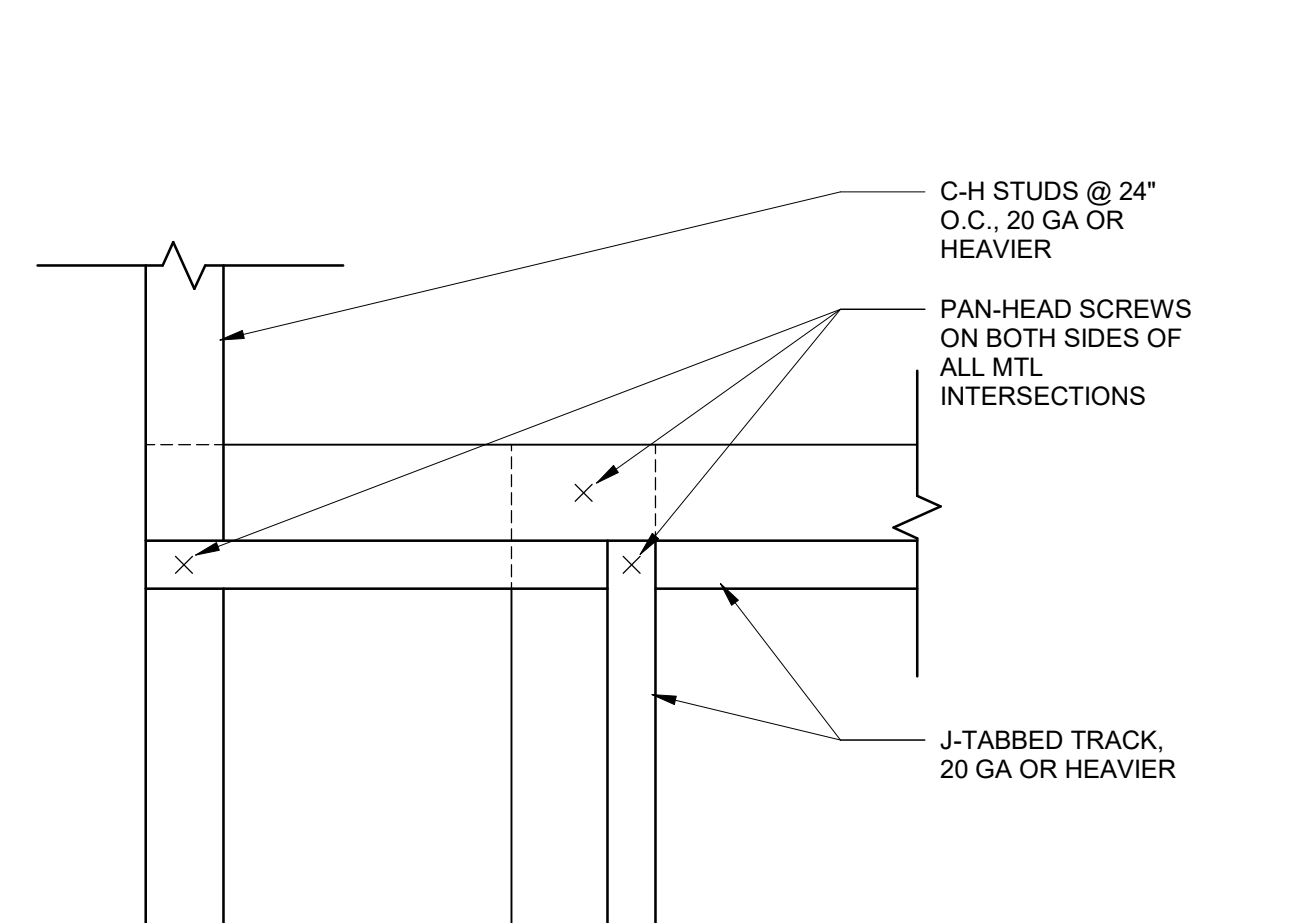 C-H STUDS @ 24"
O.C., 20 GA OR
HEAVIER
PAN-HEAD SCREWS
ON BOTH SIDES OF
ALL MTL
INTERSECTIONS
J-TABBED TRACK,
20 GA OR HEAVIER